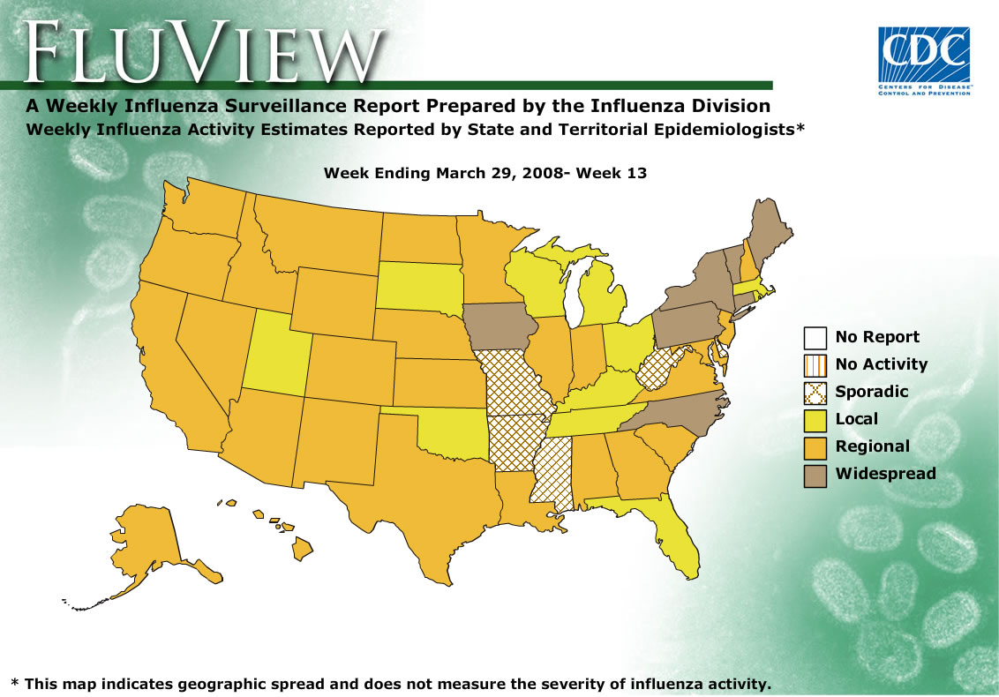 FLUVIEW
CDC
CENTERS FOR DISEASE™
CONTROL AND PREVENTION
A Weekly Influenza Surveillance Report Prepared by the Influenza Division
Weekly Influenza Activity Estimates Reported by State and Territorial Epidemiologists*
Week Ending March 29, 2008- Week 13
No Report
No Activity
Sporadic
Local
Regional
Widespread
* This map indicates geographic spread and does not measure the severity of influenza activity.